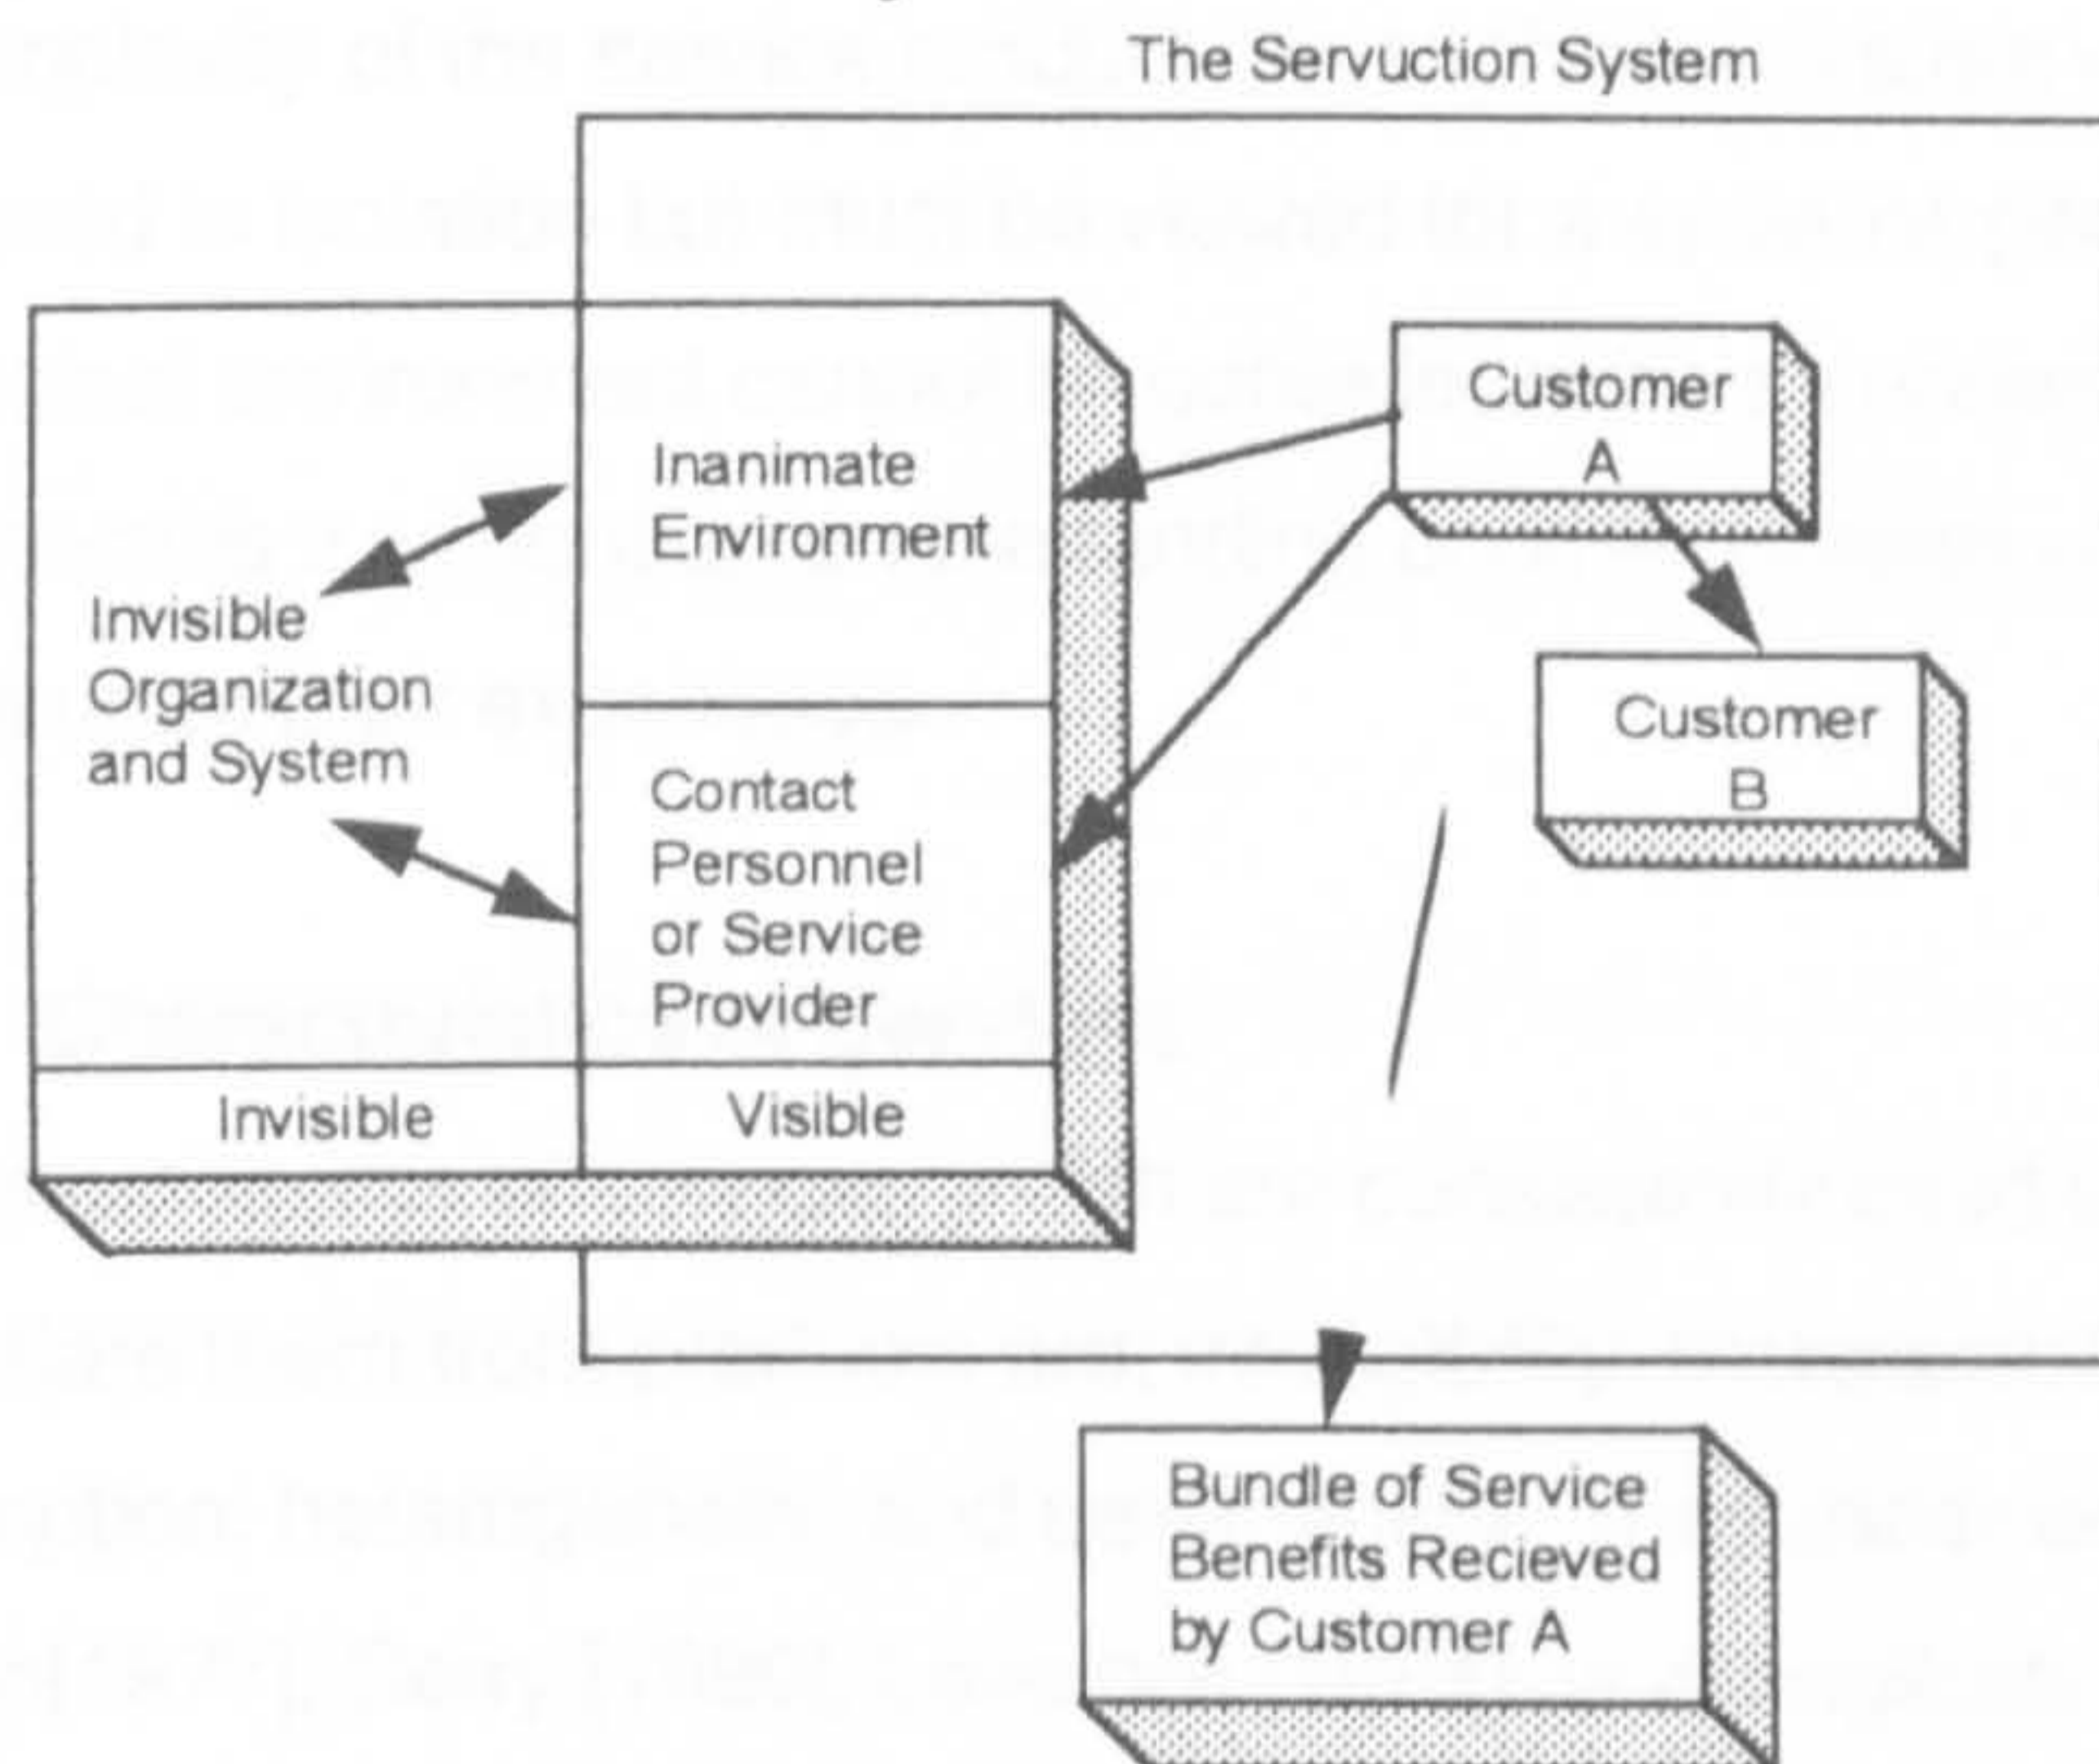 The Servuction System
Inanimate
Environment
Invisible
Organization
and System
Contact
Personnel
or Service
Provider
Invisible
Visible
Customer
A
Customer
B
Bundle of Service
Benefits Recieved
by Customer A